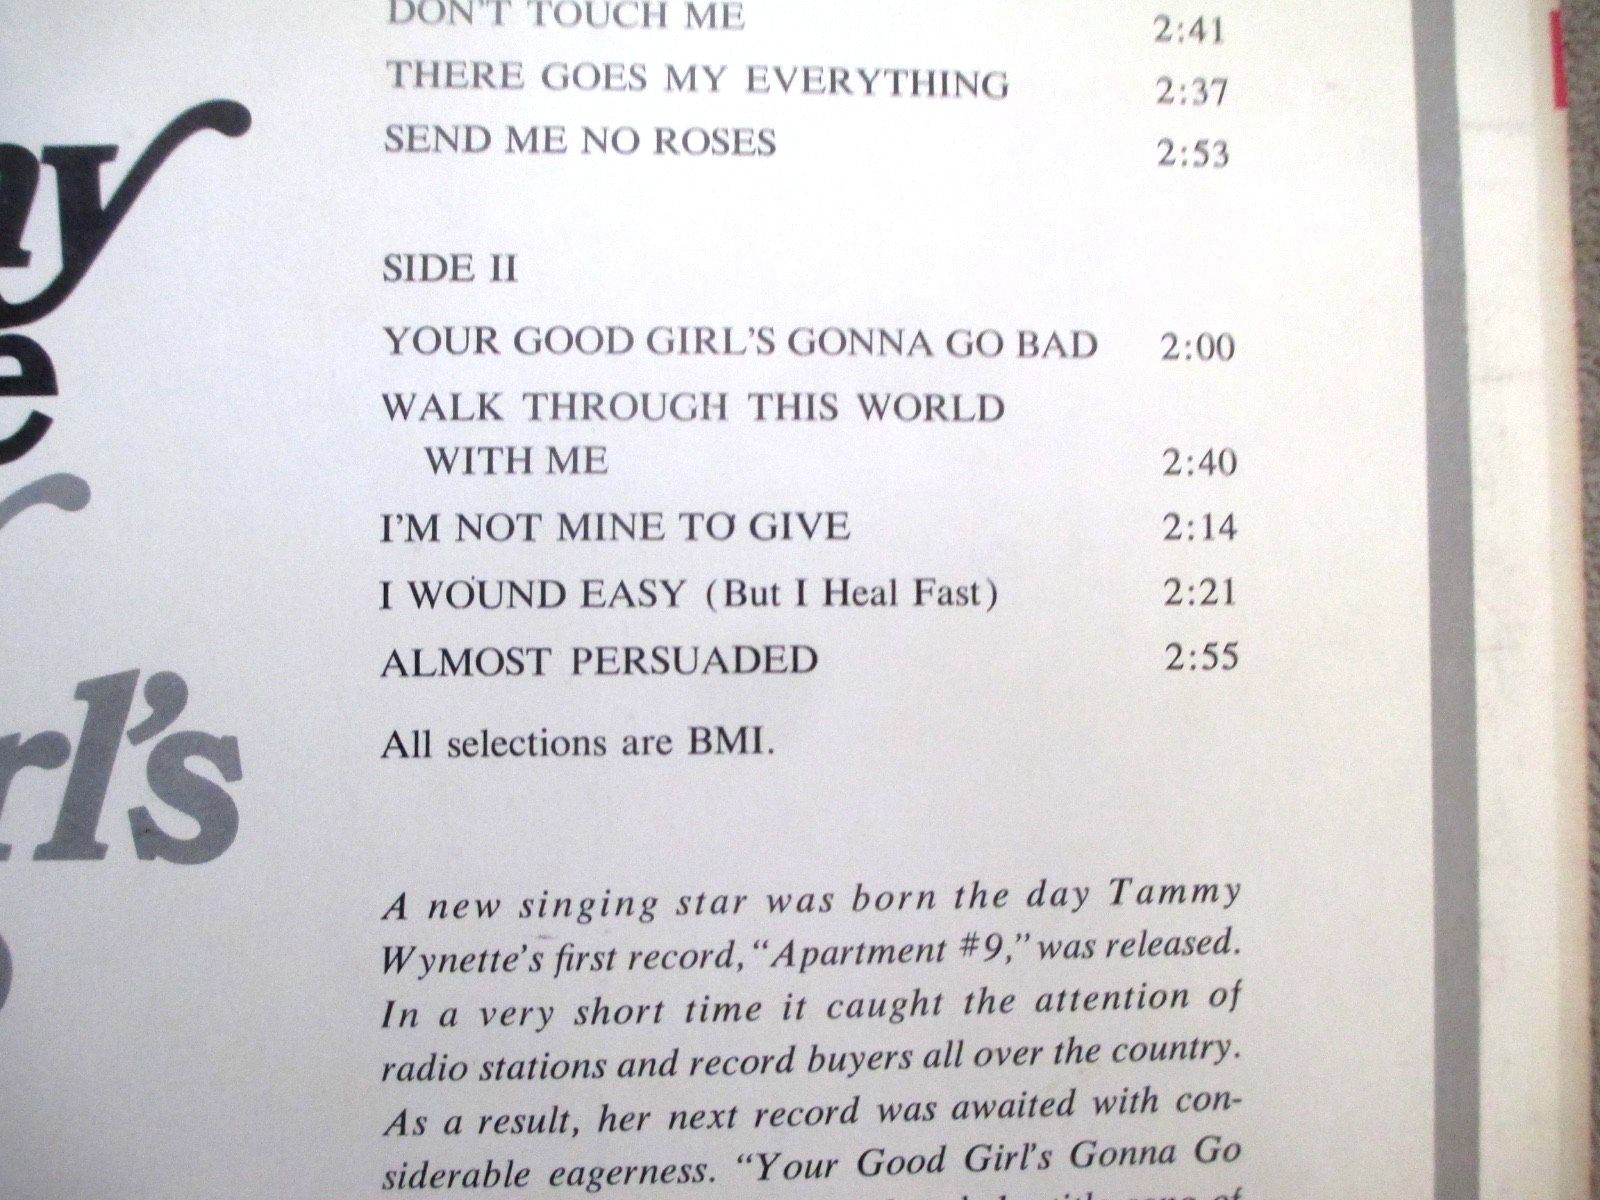 DON'T TOUCH ME 2:41
THERE GOES MY EVERYTHING 2:37
SEND ME NO ROSES 2:53
SIDE II
YOUR GOOD GIRL'S GONNA GO BAD 2:00
WALK THROUGH THIS WORLD
WITH ME 2:40
I'M NOT MINE TO GIVE 2:14
I WOUND EASY (But I Heal Fast) 2:21
ALMOST PERSUADED 2:55
All selections are BMI.
rl's
A new singing star was born the day Tammy
Wynette's first record, "Apartment #9," was released.
In a very short time it caught the attention of
radio stations and record buyers all over the country.
As a result, her next record was awaited with con-
siderable eagerness. "Your Good Girl's Gonna Go